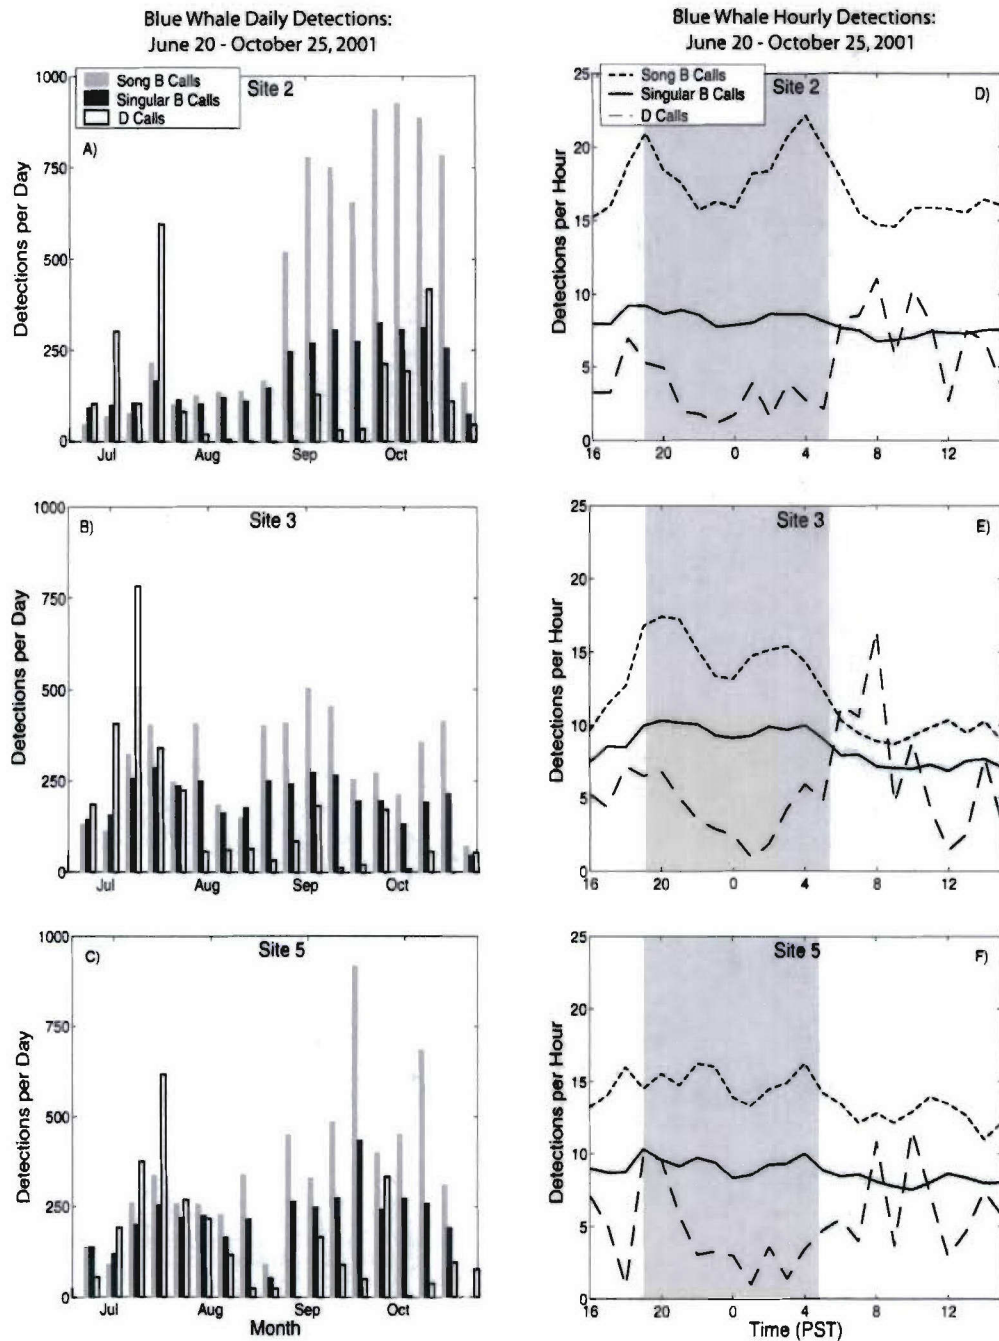 Blue Whale Daily Detections:
June 20 - October 25, 2001
Song B Calls
Singular B Calls
D Calls
Site 2
A)
Detections per Day
1000
750
500
250
0
Jul
Aug
Sep
Oct
Site 3
B)
Detections per Day
1000
750
500
250
0
Jul
Aug
Sep
Oct
Site 5
C)
Detections per Day
1000
750
500
250
0
Jul
Aug
Sep
Oct
Month
Blue Whale Hourly Detections:
June 20 - October 25, 2001
Song B Calls
Singular B Calls
D Calls
Site 2
D)
Detections per Hour
25
20
15
10
5
0
16
20
0
4
8
12
Site 3
E)
Detections per Hour
25
20
15
10
5
0
16
20
0
4
8
12
Site 5
F)
Detections per Hour
25
20
15
10
5
0
16
20
0
4
8
12
Time (PST)